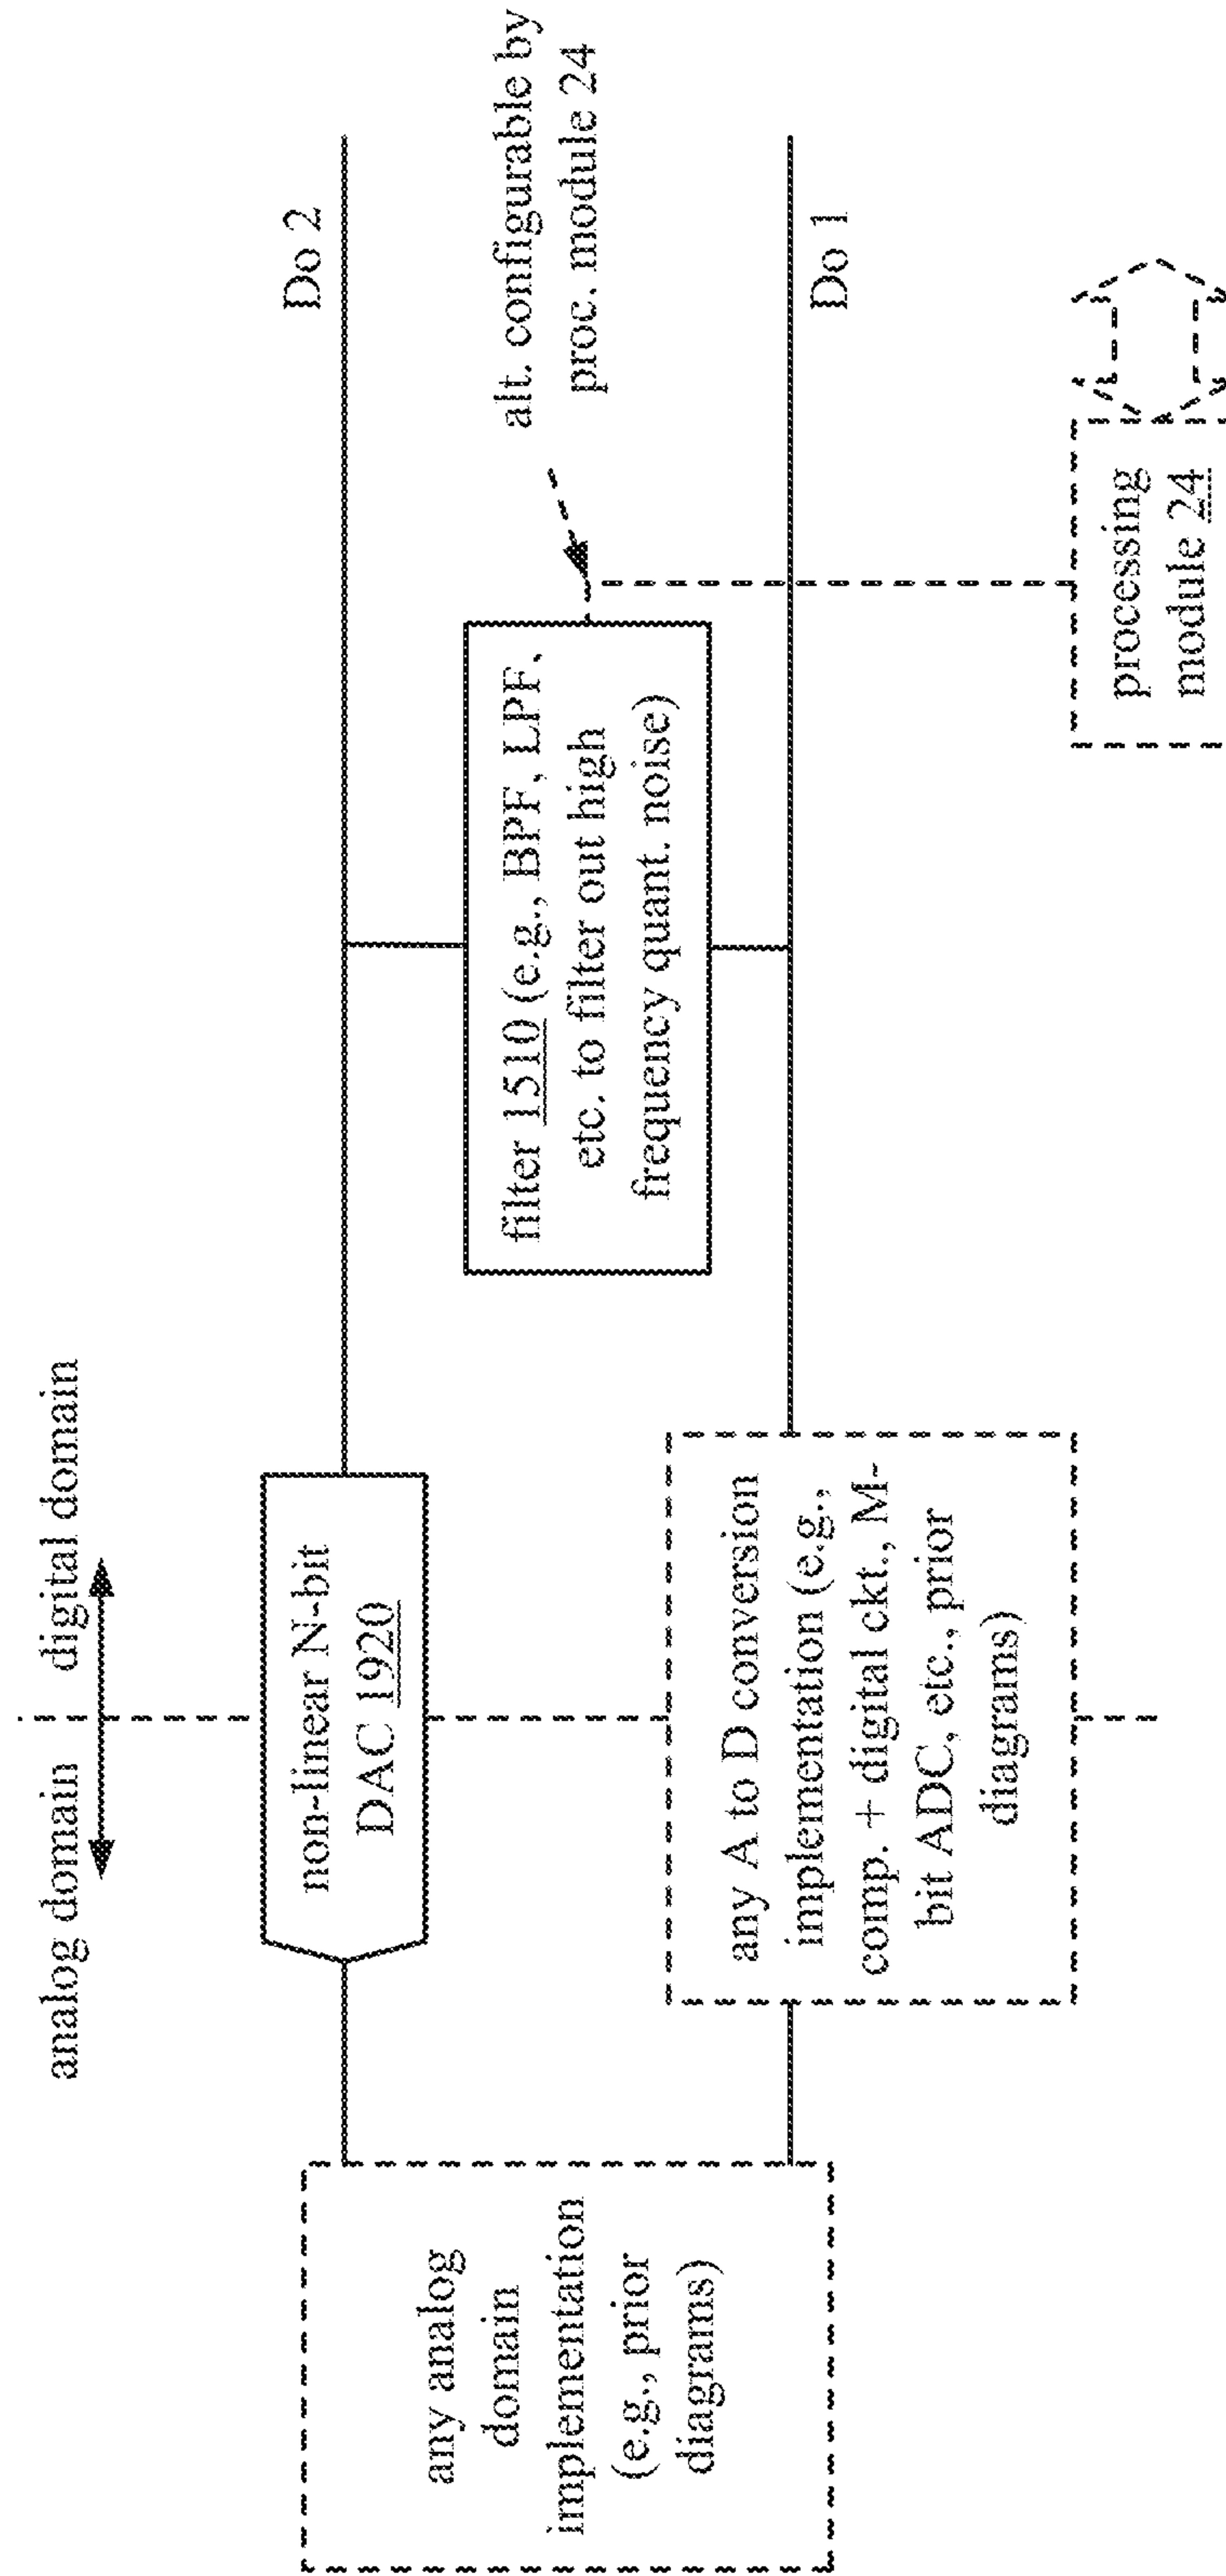 analog domain
digital domain
any analog
domain
implementation
(e.g., prior
diagrams)
non-linear N-bit
DAC 1920
Do 2
any A to D conversion
implementation (e.g.,
comp. + digital ckt., M-
bit ADC, etc., prior
diagrams)
filter 1510 (e.g., BPF, LPF,
etc. to filter out high
frequency quant. noise)
alt. configurable by
proc. module 24
Do 1
processing
module 24